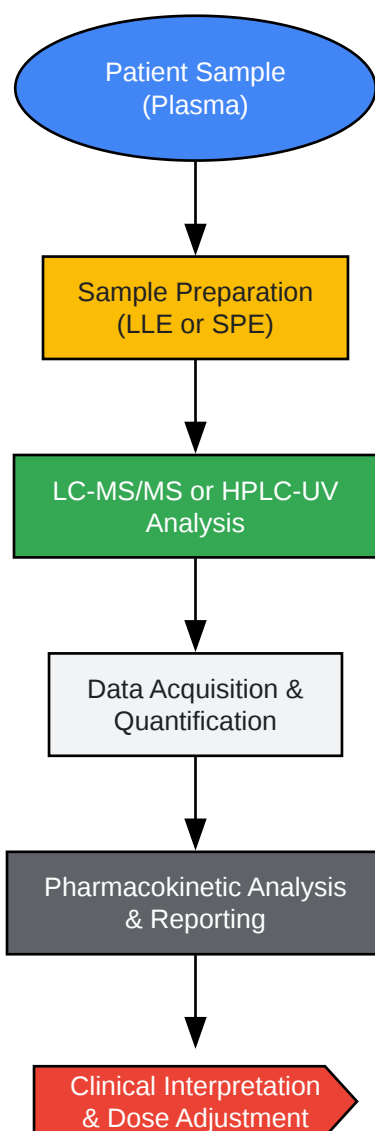 Patient Sample
(Plasma)
Sample Preparation
(LLE or SPE)
LC-MS/MS or HPLC-UV
Analysis
Data Acquisition &
Quantification
Pharmacokinetic Analysis
& Reporting
Clinical Interpretation
& Dose Adjustment